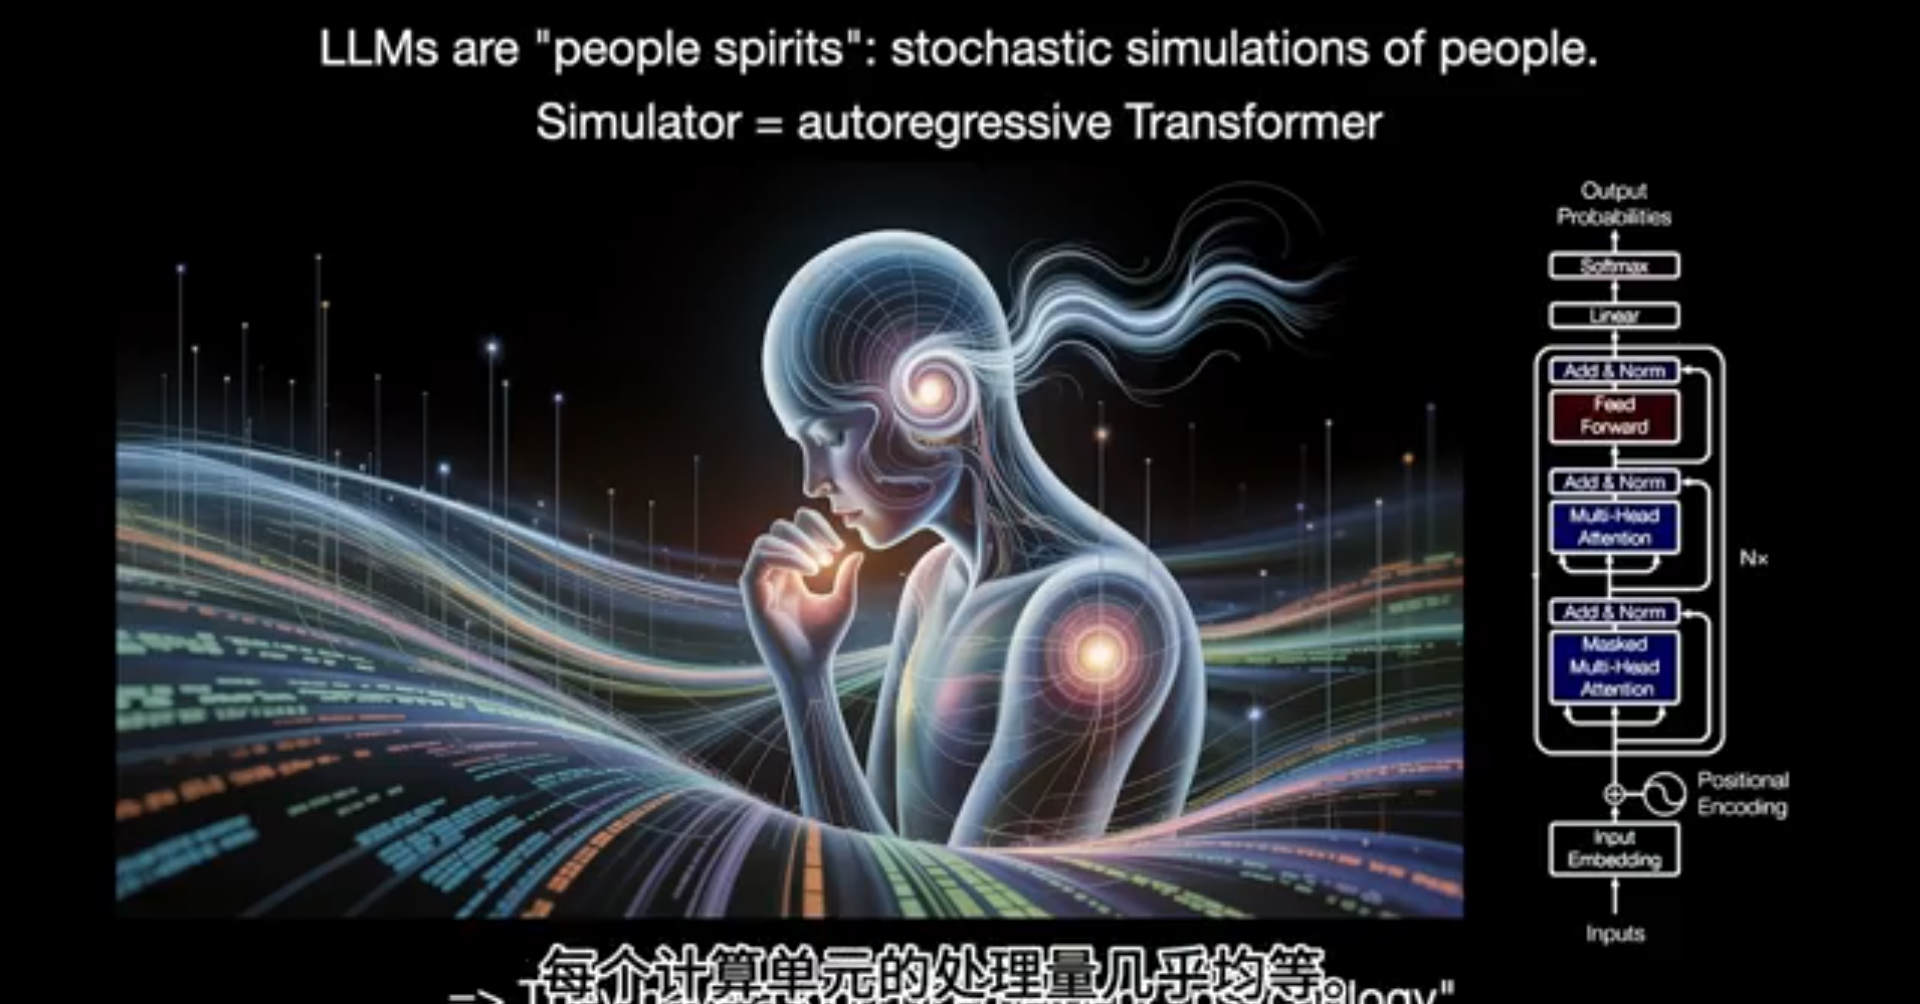 LLMs are "people spirits": stochastic simulations of people.
Simulator = autoregressive Transformer
Output
Probabilities
Softmax
Linear
Add & Norm
Feed
Forward
Add & Norm
Multi-Head
Attention
Nx
Add & Norm
Masked
Multi-Head
Attention
Positional
Encoding
Input
Embedding
Inputs
每个计算单元的处理量几乎均等。
=>